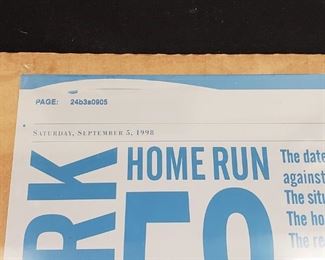 PAGE: 24b3a0905
SATURDAY, SEPTEMBER 5, 1998
RK
HOME RUN
The date
against
The situ
The ho
The re